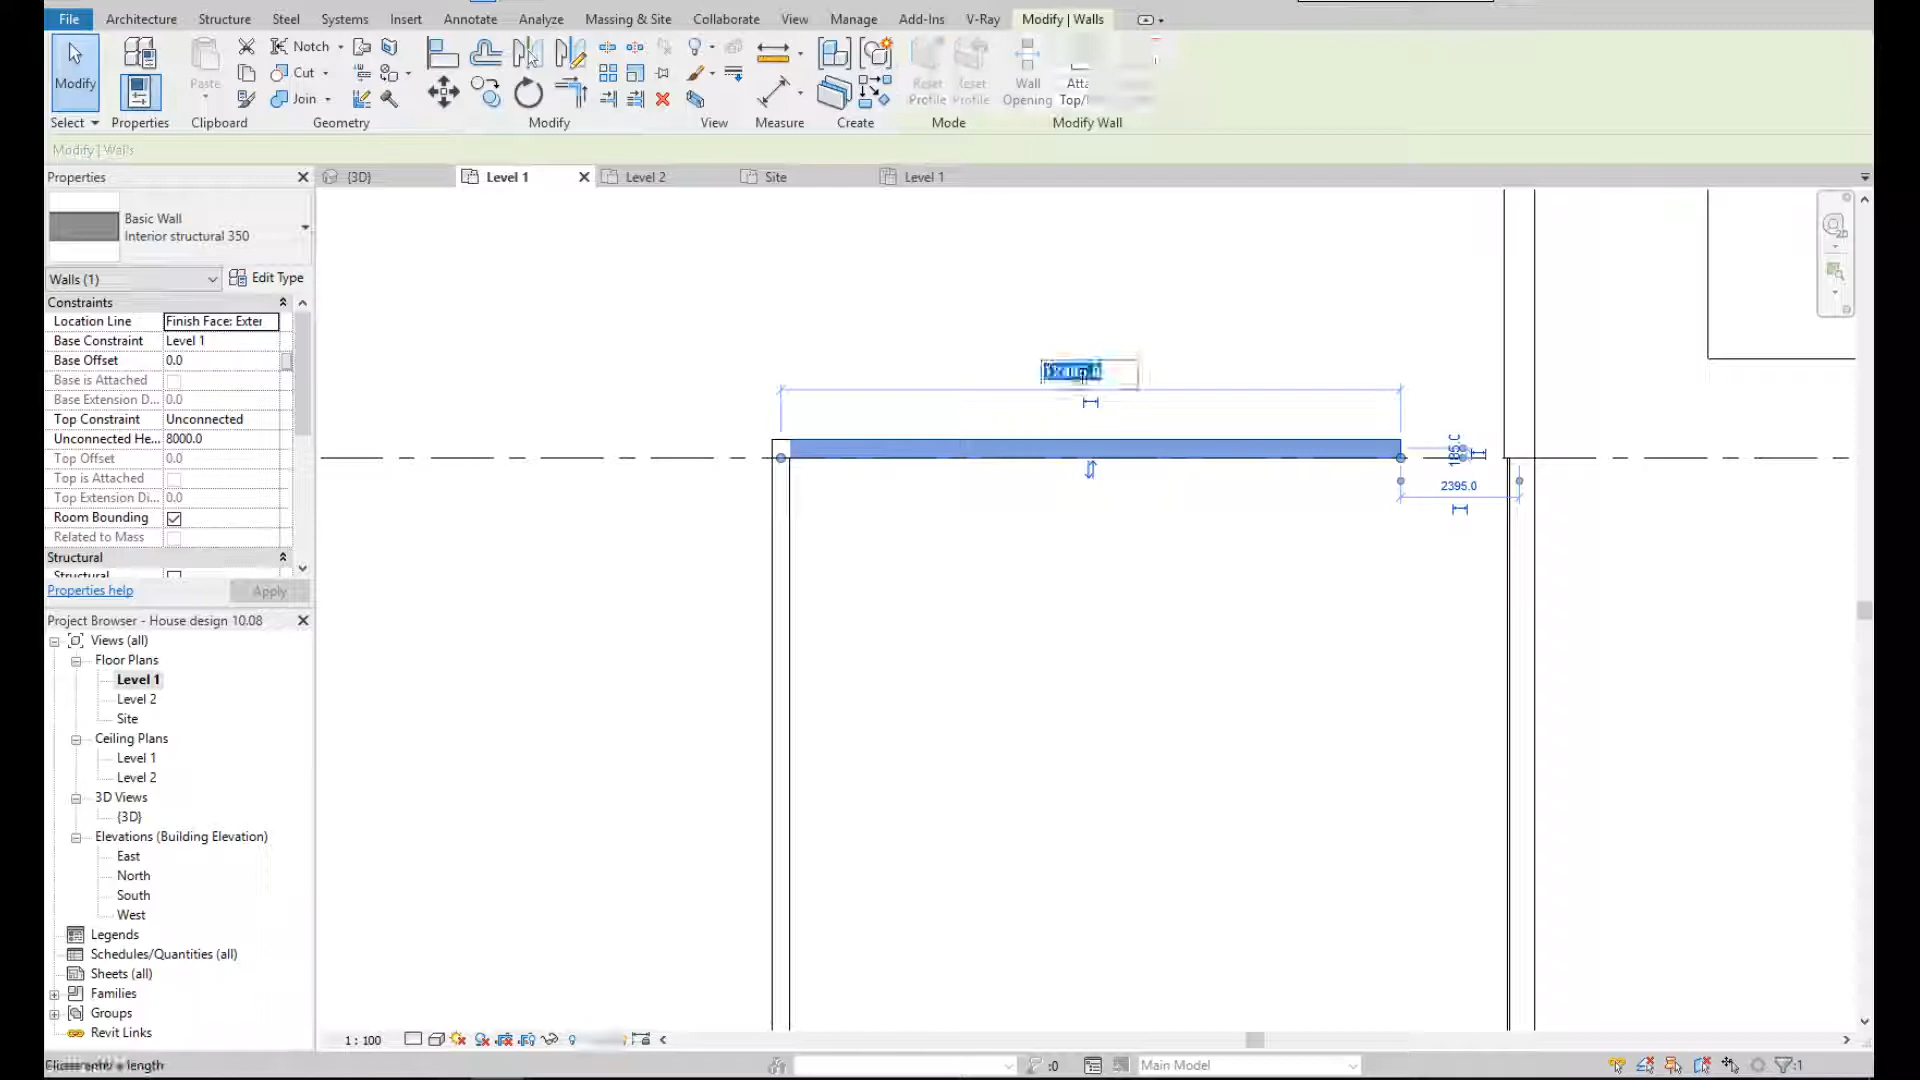 File Architecture Structure Steel Systems Insert Annotate Analyze Massing & Site Collaborate View Manage Add-Ins V-Ray Modify | Walls
Notch
Cut
Join
Modify
Paste
Reset Profile
Reset Profile
Wall Opening
Select Properties Clipboard Geometry Modify View Measure Create Mode Modify Wall
Modify | Walls
Properties
{3D} Level 1 Level 2 Site Level 1
Basic Wall
Interior structural 350
Walls (1) Edit Type
Constraints
Location Line Finish Face: Exter
Base Constraint Level 1
Base Offset 0.0
Base is Attached
Base Extension D... 0.0
Top Constraint Unconnected
Unconnected He... 8000.0
Top Offset 0.0
Top is Attached
Top Extension Di... 0.0
Room Bounding
Related to Mass
Structural
Structural
Properties help Apply
2395.0
Project Browser - House design 10.08
Views (all)
Floor Plans
Level 1
Level 2
Site
Ceiling Plans
Level 1
Level 2
3D Views
{3D}
Elevations (Building Elevation)
East
North
South
West
Legends
Schedules/Quantities (all)
Sheets (all)
Families
Groups
Revit Links
1 : 100
length
:0
Main Model
:1